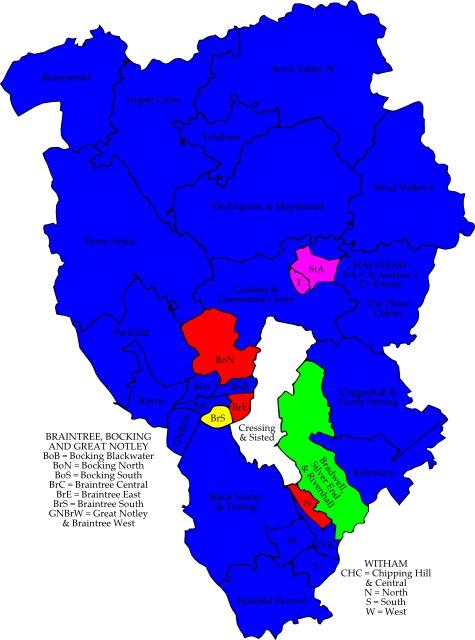 Bumpstead
Stour Valley N
Upper Colne
Yeldham
Stour Valley S
Hedingham & Maplestead
Three Fields
StA
T
HALSTEAD
StA = St Andrew's
T = Trinity
Gosfield &
Greenstead Green
The Three
Colnes
Panfield
BoN
BoS
BoB
Rayne
BrC
BrE
BrS
GNBrW
Coggeshall &
North Feering
Cressing
& Sisted
BRAINTREE, BOCKING
AND GREAT NOTLEY
BoB = Bocking Blackwater
BoN = Bocking North
BoS = Bocking South
BrC = Braintree Central
BrE = Braintree East
BrS = Braintree South
GNBrW = Great Notley
& Braintree West
Bradwell,
Silver End
& Rivenhall
Kelvedon
Black Notley
& Terling
N
W
CHC
S
Hatfield Peverel
WITHAM
CHC = Chipping Hill
& Central
N = North
S = South
W = West